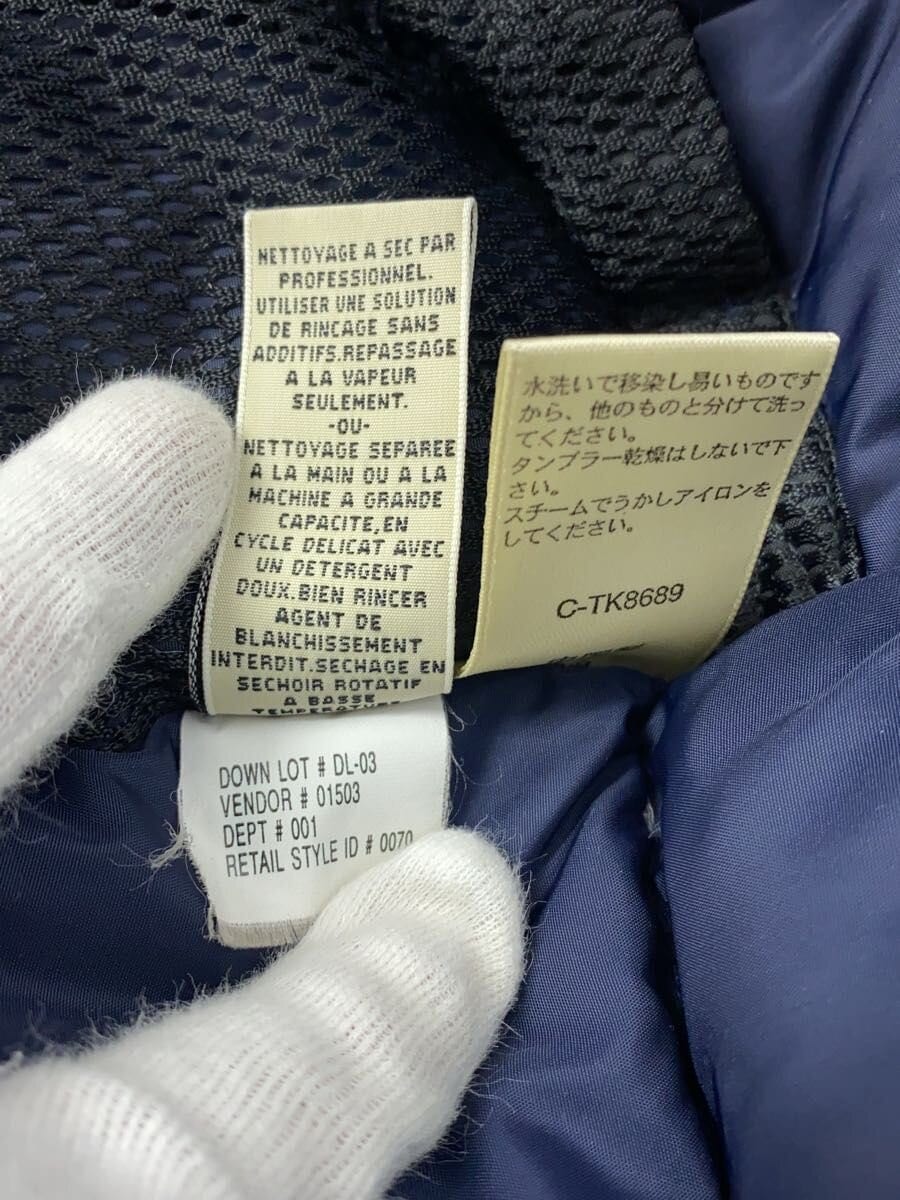 NETTOYAGE A SEC PAR
PROFESSIONNEL.
UTILISER UNE SOLUTION
DE RINCAGE SANS
ADDITIFS.REPASSAGE
A LA VAPEUR
SEULEMENT.
-OU-
NETTOYAGE SEPAREE
A LA MAIN OU A LA
MACHINE A GRANDE
CAPACITE,EN
CYCLE DELICAT AVEC
UN DETERGENT
DOUX.BIEN RINCER
AGENT DE
BLANCHISSEMENT
INTERDIT.SECHAGE EN
SECHOIR ROTATIF
A BASSE
TEMPERATURE
水洗いで移染し易いものです
から、他のものと分けて洗っ
てください。
タンブラー乾燥はしないで下
さい。
スチームでうかしアイロンを
してください。
C-TK8689
DOWN LOT # DL-03
VENDOR # 01503
DEPT # 001
RETAIL STYLE ID # 0070